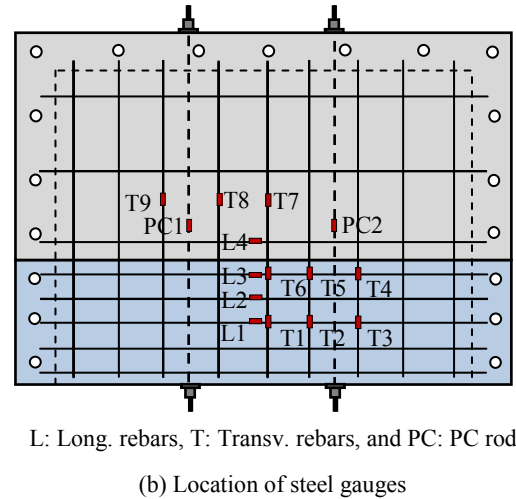 T9
T8
T7
PC1
PC2
L4
L3
T6
T5
T4
L2
L1
T1
T2
T3
L: Long. rebars, T: Transv. rebars, and PC: PC rod
(b) Location of steel gauges